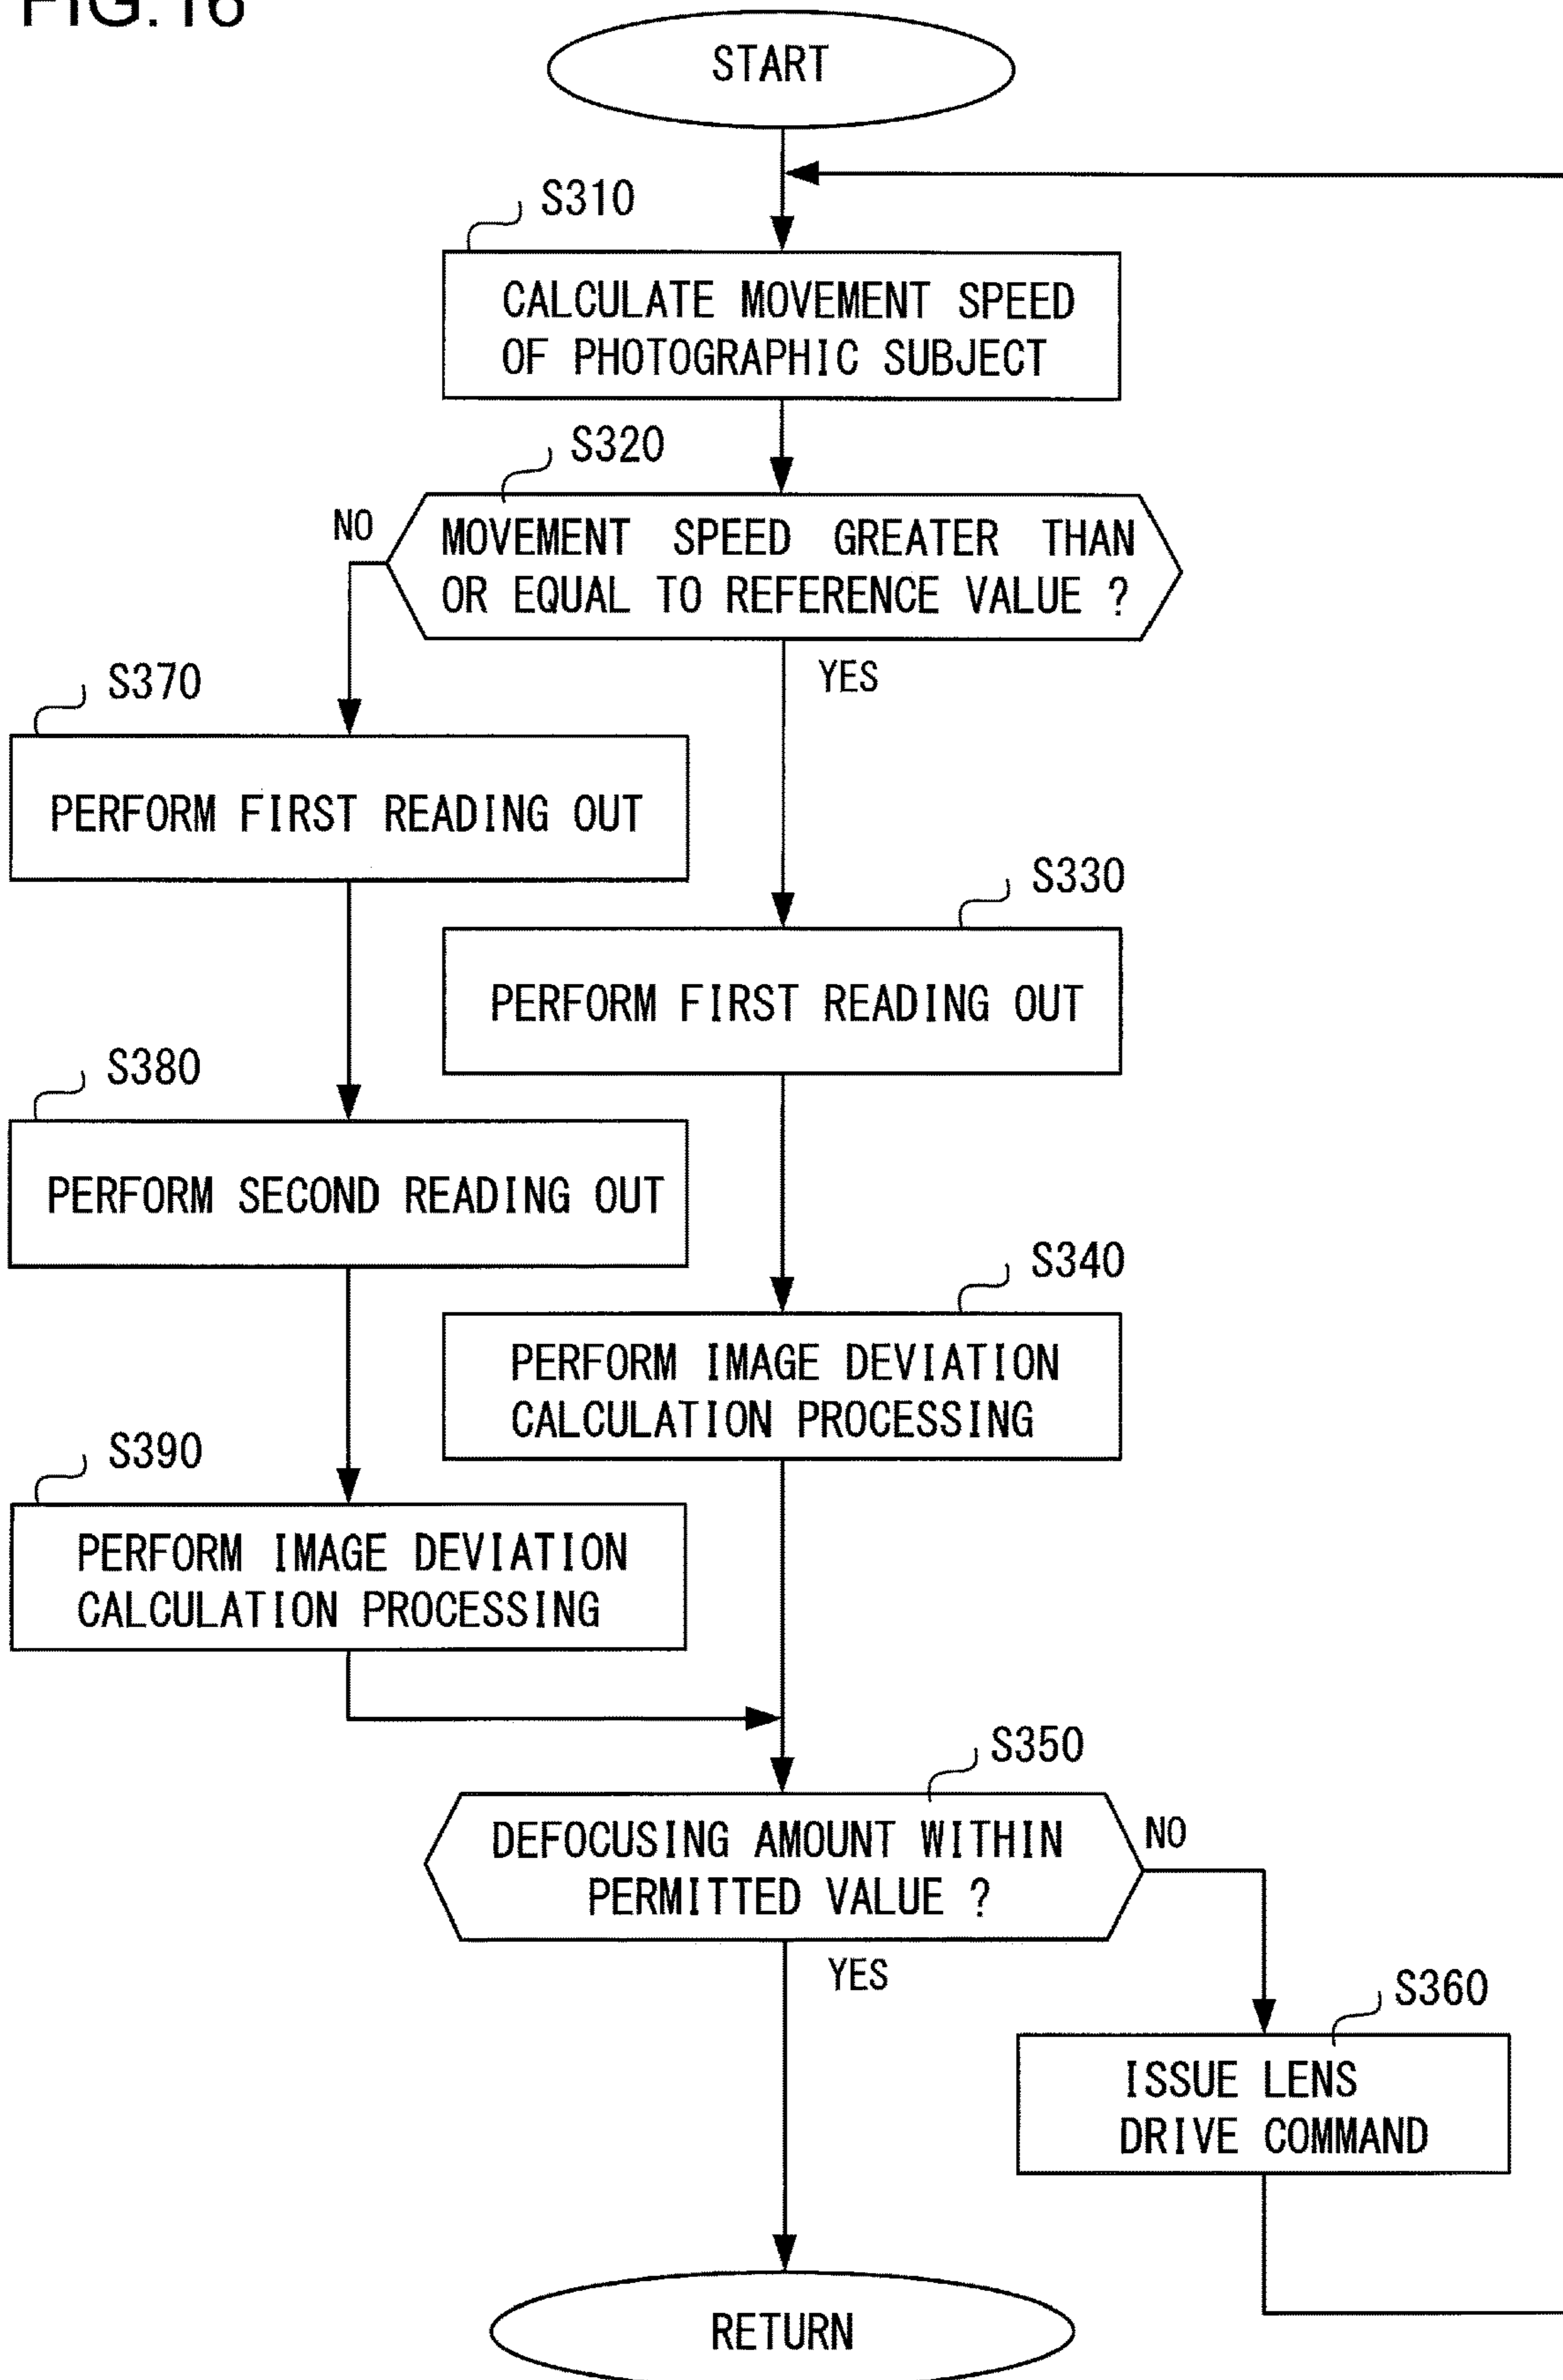 FIG. 16
START
S310
CALCULATE MOVEMENT SPEED
OF PHOTOGRAPHIC SUBJECT
S320
NO
MOVEMENT SPEED GREATER THAN
OR EQUAL TO REFERENCE VALUE ?
YES
S370
PERFORM FIRST READING OUT
S330
PERFORM FIRST READING OUT
S380
PERFORM SECOND READING OUT
S340
PERFORM IMAGE DEVIATION
CALCULATION PROCESSING
S390
PERFORM IMAGE DEVIATION
CALCULATION PROCESSING
S350
DEFOCUSING AMOUNT WITHIN
PERMITTED VALUE ?
NO
YES
S360
ISSUE LENS
DRIVE COMMAND
RETURN